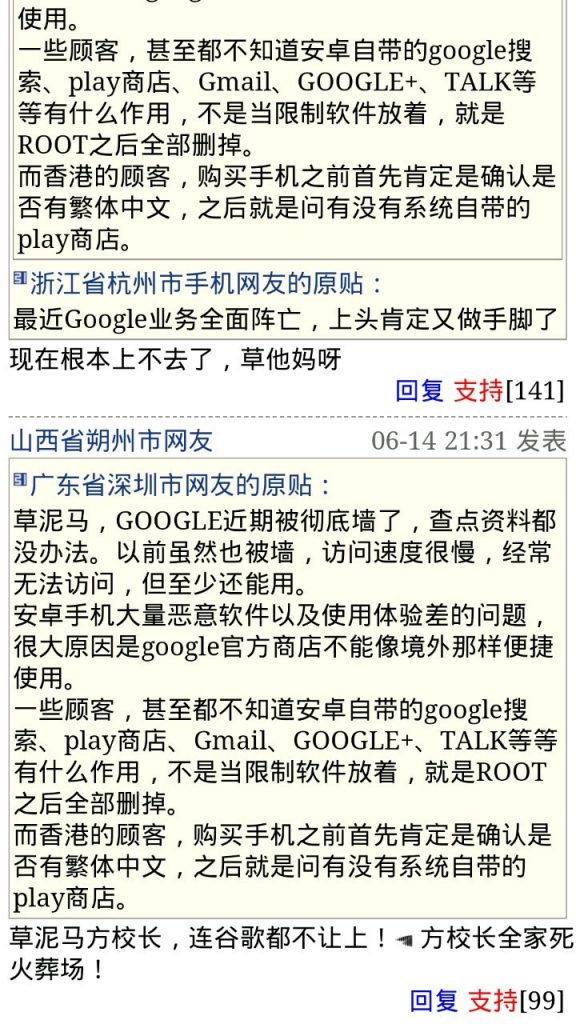 使用。
一些顾客，甚至都不知道安卓自带的google搜
索、play商店、Gmail、GOOGLE+、TALK等
等有什么作用，不是当限制软件放着，就是
ROOT之后全部删掉。
而香港的顾客，购买手机之前首先肯定是确认是
否有繁体中文，之后就是问有没有系统自带的
play商店。
浙江省杭州市手机网友的原贴：
最近Google业务全面阵亡，上头肯定又做手脚了
现在根本上不去了，草他妈呀
回复 支持[141]
山西省朔州市网友 06-14 21:31 发表
广东省深圳市网友的原贴：
草泥马，GOOGLE近期被彻底墙了，查点资料都
没办法。以前虽然也被墙，访问速度很慢，经常
无法访问，但至少还能用。
安卓手机大量恶意软件以及使用体验差的问题，
很大原因是google官方商店不能像境外那样便捷
使用。
一些顾客，甚至都不知道安卓自带的google搜
索、play商店、Gmail、GOOGLE+、TALK等等
有什么作用，不是当限制软件放着，就是ROOT
之后全部删掉。
而香港的顾客，购买手机之前首先肯定是确认是
否有繁体中文，之后就是问有没有系统自带的
play商店。
草泥马方校长，连谷歌都不让上！方校长全家死
火葬场！
回复 支持[99]